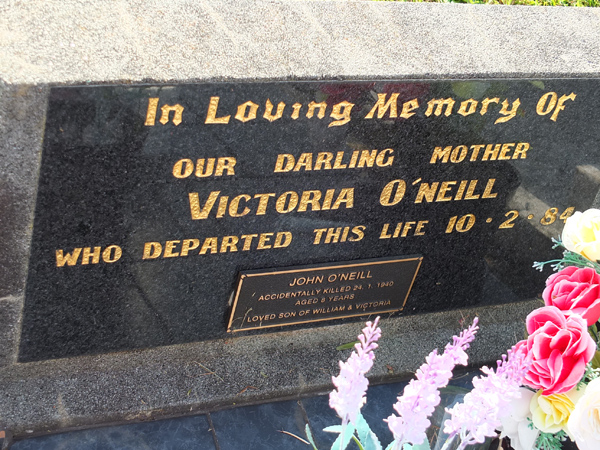 In Loving Memory Of
OUR DARLING MOTHER
VICTORIA O'NEILL
WHO DEPARTED THIS LIFE 10·2·84
JOHN O'NEILL
ACCIDENTALLY KILLED 24. 1. 1940
AGED 8 YEARS
LOVED SON OF WILLIAM & VICTORIA